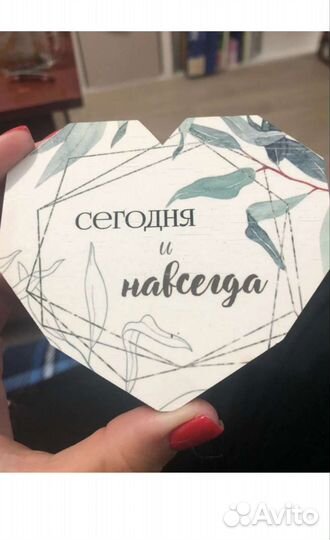 сегодня
и
навсегда
Avito